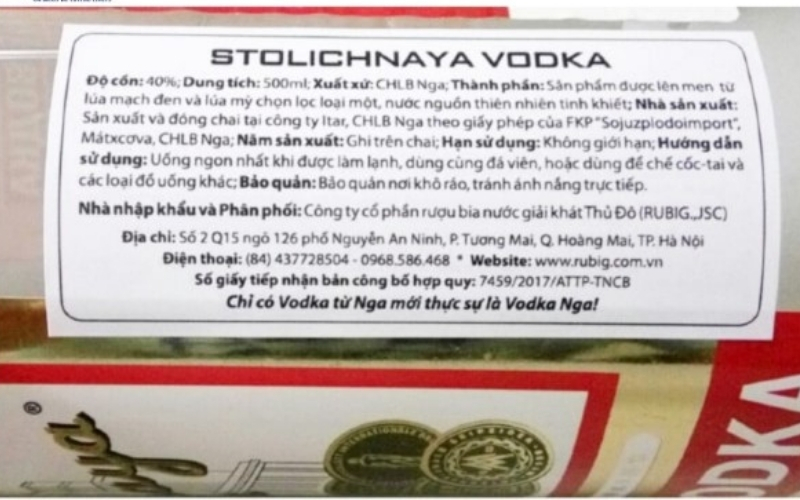 STOLICHNAYA VODKA
Độ cồn: 40%; Dung tích: 500ml; Xuất xứ: CHLB Nga; Thành phần: Sản phẩm được lên men từ
lúa mạch đen và lúa mỳ chọn lọc loại một, nước nguồn thiên nhiên tinh khiết; Nhà sản xuất:
Sản xuất và đóng chai tại công ty Itar, CHLB Nga theo giấy phép của FKP "Sojuzplodoimport",
Mátxcơva, CHLB Nga; Năm sản xuất: Ghi trên chai; Hạn sử dụng: Không giới hạn; Hướng dẫn
sử dụng: Uống ngon nhất khi được làm lạnh, dùng cùng đá viên, hoặc dùng để chế cốc-tai và
các loại đồ uống khác; Bảo quản: Bảo quản nơi khô ráo, tránh ánh nắng trực tiếp.
Nhà nhập khẩu và Phân phối: Công ty cổ phần rượu bia nước giải khát Thủ Đô (RUBIG.,JSC)
Địa chỉ: Số 2 Q15 ngõ 126 phố Nguyễn An Ninh, P. Tương Mai, Q. Hoàng Mai, TP. Hà Nội
Điện thoại: (84) 437728504 - 0968.586.468 * Website: www.rubig.com.vn
Số giấy tiếp nhận bản công bố hợp quy: 7459/2017/ATTP-TNCB
Chỉ có Vodka từ Nga mới thực sự là Vodka Nga!
®
ODKA